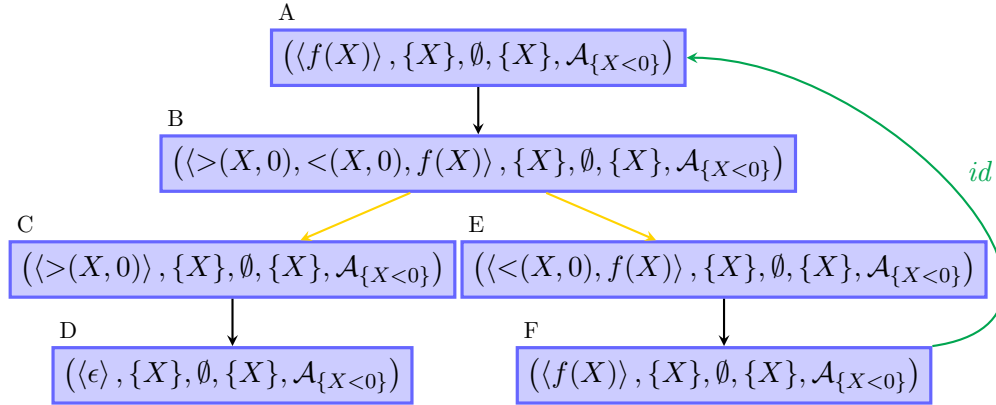 A
(⟨f(X)⟩, {X}, ∅, {X}, 𝒜_{X<0})
B
(⟨>(X, 0), <(X, 0), f(X)⟩, {X}, ∅, {X}, 𝒜_{X<0})
id
C E
(⟨>(X, 0)⟩, {X}, ∅, {X}, 𝒜_{X<0}) (⟨<(X, 0), f(X)⟩, {X}, ∅, {X}, 𝒜_{X<0})
D F
(⟨ϵ⟩, {X}, ∅, {X}, 𝒜_{X<0}) (⟨f(X)⟩, {X}, ∅, {X}, 𝒜_{X<0})